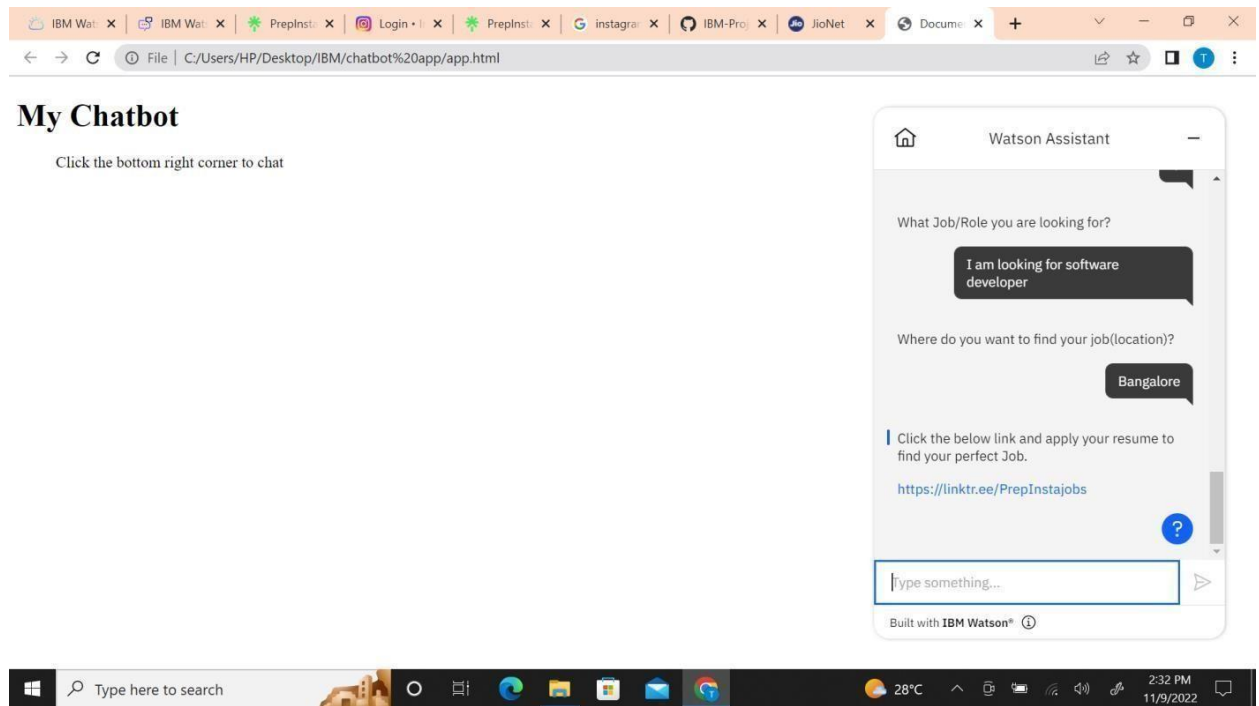 IBM Wat
IBM Wat
PrepInsta
Login •
PrepInsta
instagra
IBM-Proj
JioNet
Docume
File | C:/Users/HP/Desktop/IBM/chatbot%20app/app.html
T
My Chatbot
Click the bottom right corner to chat
Watson Assistant
What Job/Role you are looking for?
I am looking for software
developer
Where do you want to find your job(location)?
Bangalore
Click the below link and apply your resume to
find your perfect Job.
https://linktr.ee/PrepInstajobs
?
Type something...
Built with IBM Watson®
Type here to search
28°C
2:32 PM
11/9/2022